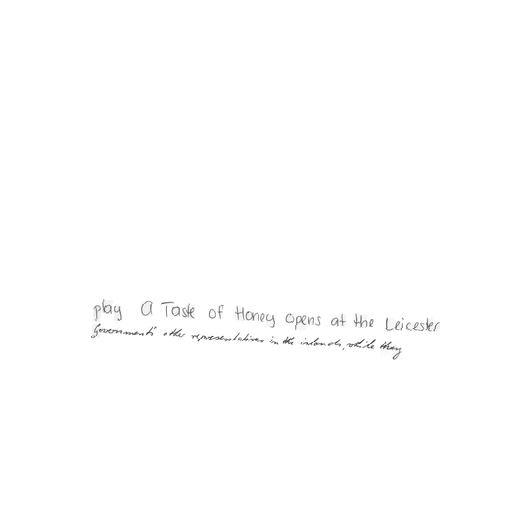 play A Taste of Honey opens at the Leicester
Governments' other representatives in the islands, while they